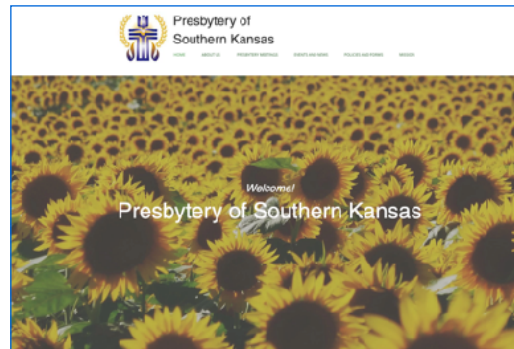 Presbytery of
Southern Kansas
HOME ABOUT US PRESBYTERY MEETINGS EVENTS AND NEWS POLICIES AND FORMS MISSION
Welcome!
Presbytery of Southern Kansas